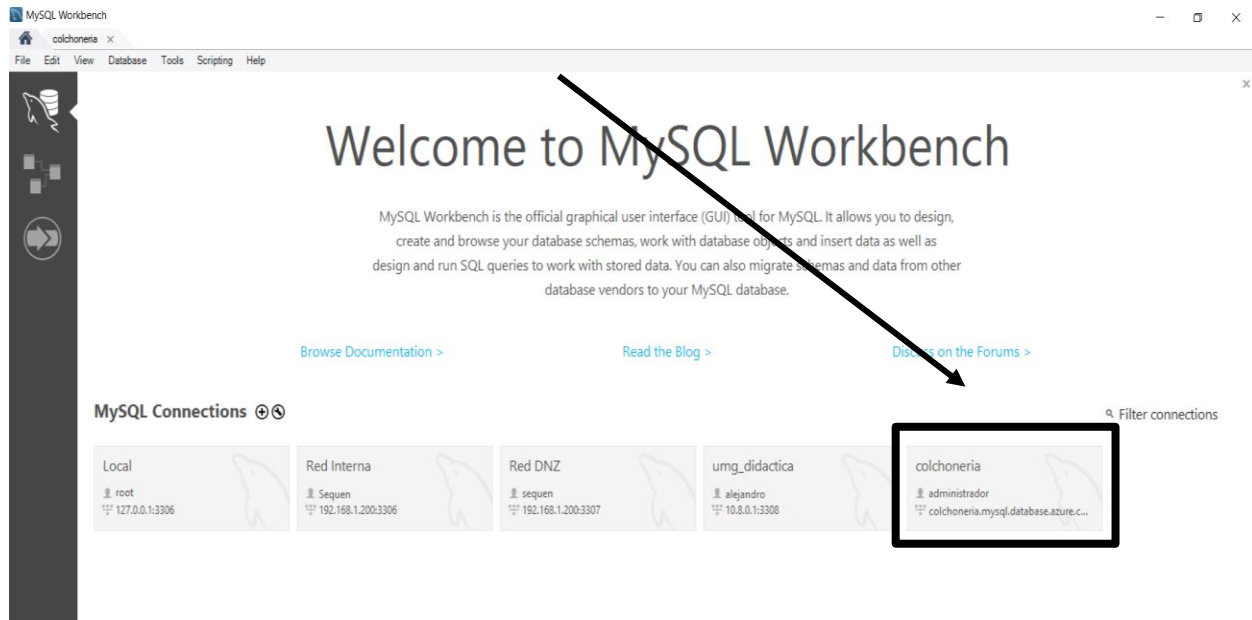 MySQL Workbench
colchoneria
File Edit View Database Tools Scripting Help
Welcome to MySQL Workbench
MySQL Workbench is the official graphical user interface (GUI) tool for MySQL. It allows you to design,
create and browse your database schemas, work with database objects and insert data as well as
design and run SQL queries to work with stored data. You can also migrate schemas and data from other
database vendors to your MySQL database.
Browse Documentation >
Read the Blog >
Discuss on the Forums >
MySQL Connections
Filter connections
Local
root
127.0.0.1:3306
Red Interna
Sequen
192.168.1.200:3306
Red DNZ
sequen
192.168.1.200:3307
umg_didactica
alejandro
10.8.0.1:3308
colchoneria
administrador
colchoneria.mysql.database.azure.c...